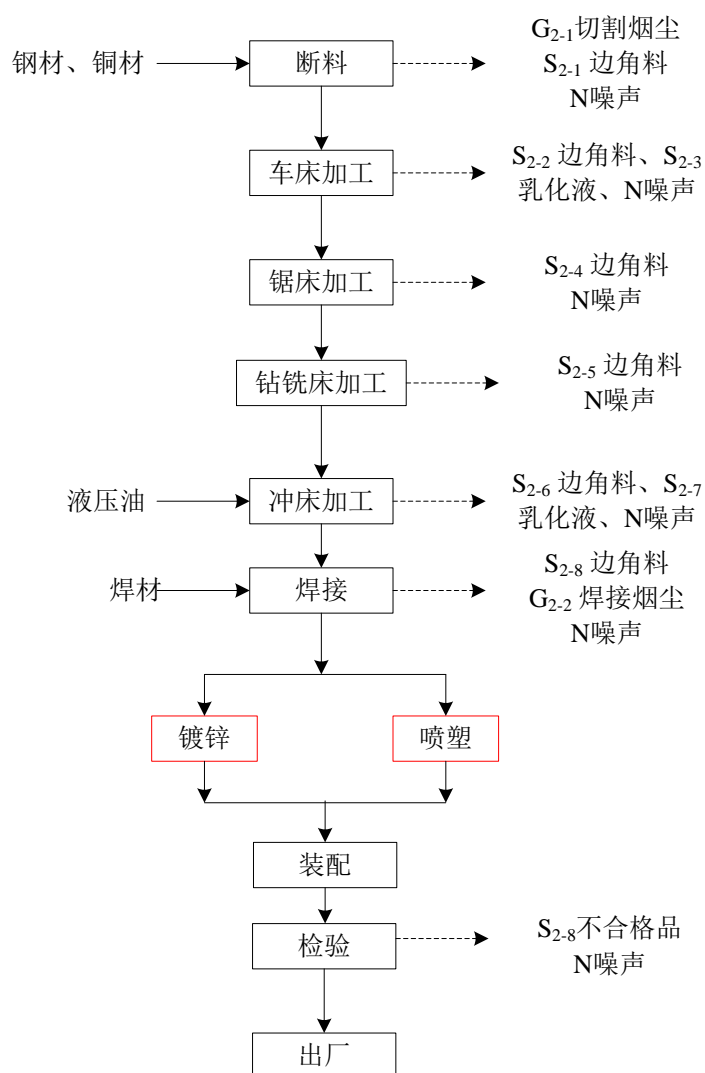 G2-1切割烟尘
钢材、铜材
断料
S2-1 边角料
N噪声
车床加工
S2-2 边角料、S2-3
乳化液、N噪声
锯床加工
S2-4 边角料
N噪声
钻铣床加工
S2-5 边角料
N噪声
液压油
冲床加工
S2-6 边角料、S2-7
乳化液、N噪声
焊材
焊接
S2-8 边角料
G2-2 焊接烟尘
N噪声
镀锌
喷塑
装配
检验
S2-8不合格品
N噪声
出厂